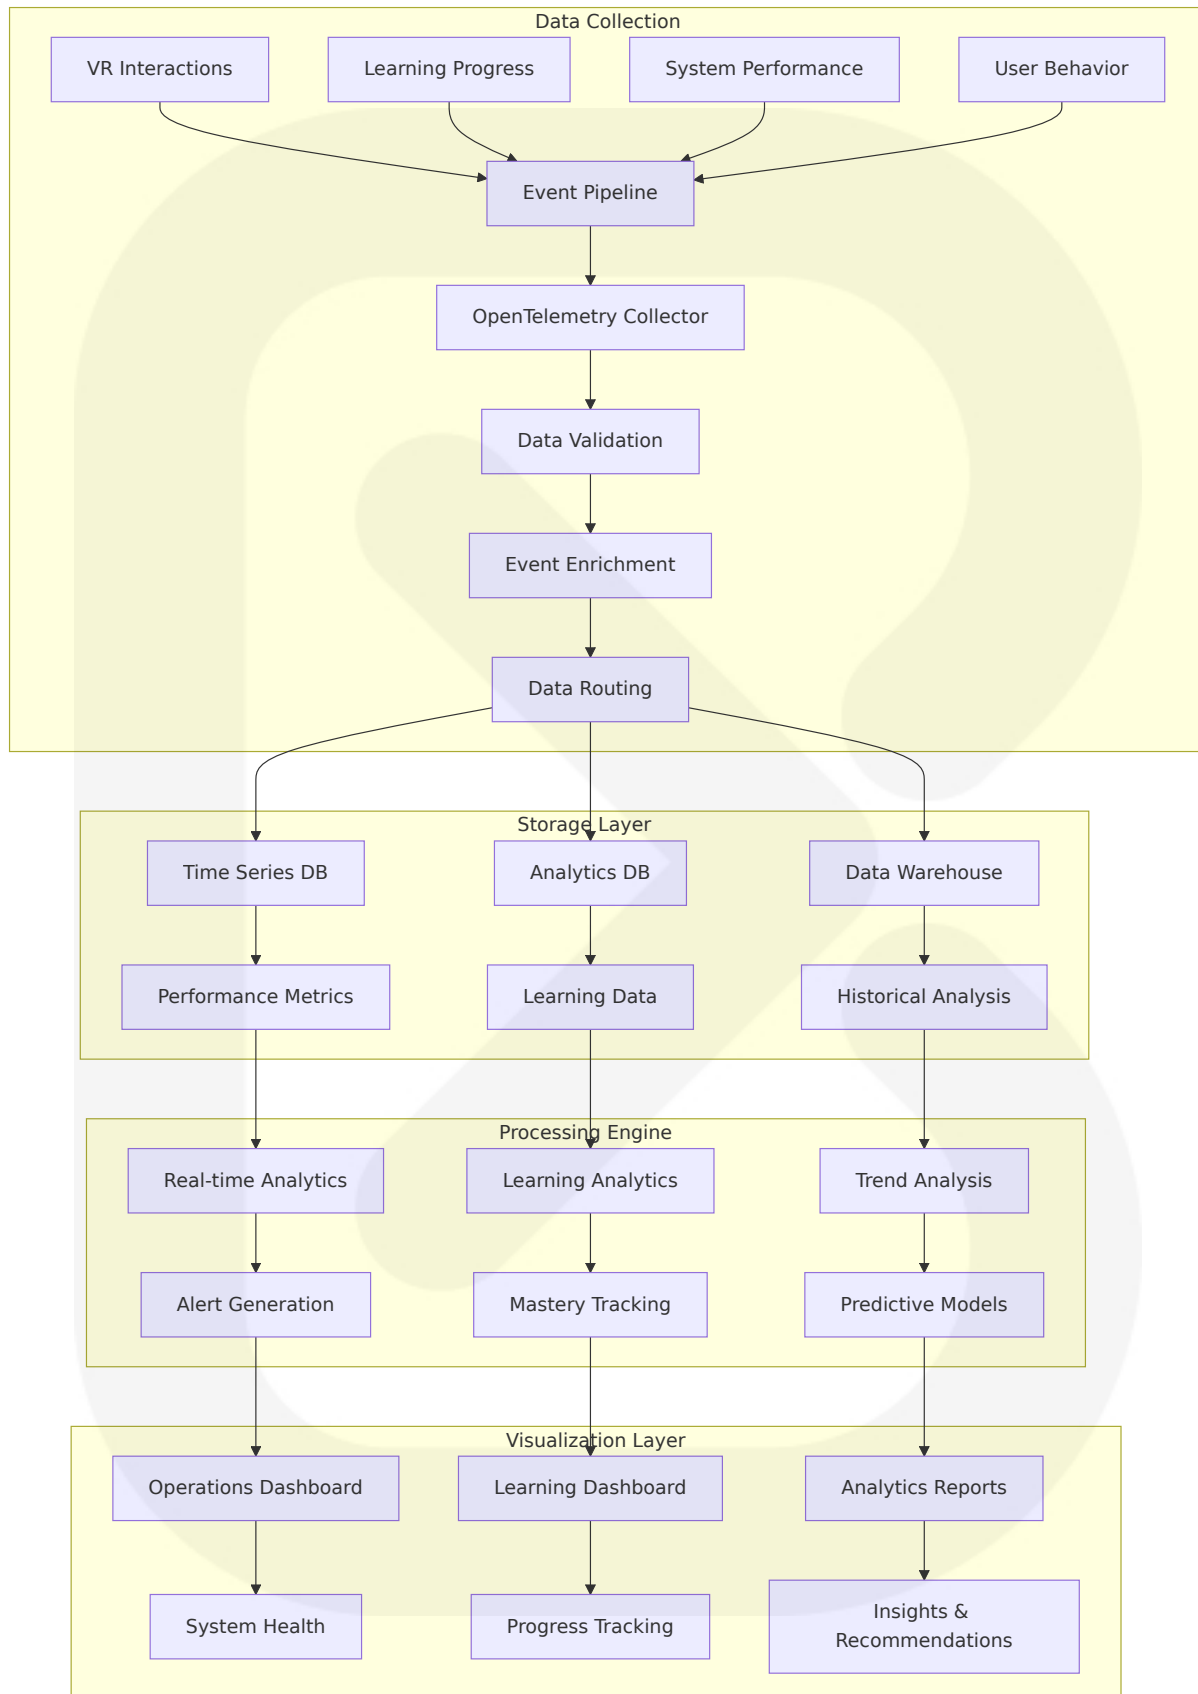 Data Collection
VR Interactions
Learning Progress
System Performance
User Behavior
Event Pipeline
OpenTelemetry Collector
Data Validation
Event Enrichment
Data Routing
Storage Layer
Time Series DB
Analytics DB
Data Warehouse
Performance Metrics
Learning Data
Historical Analysis
Processing Engine
Real-time Analytics
Learning Analytics
Trend Analysis
Alert Generation
Mastery Tracking
Predictive Models
Visualization Layer
Operations Dashboard
Learning Dashboard
Analytics Reports
System Health
Progress Tracking
Insights &
Recommendations